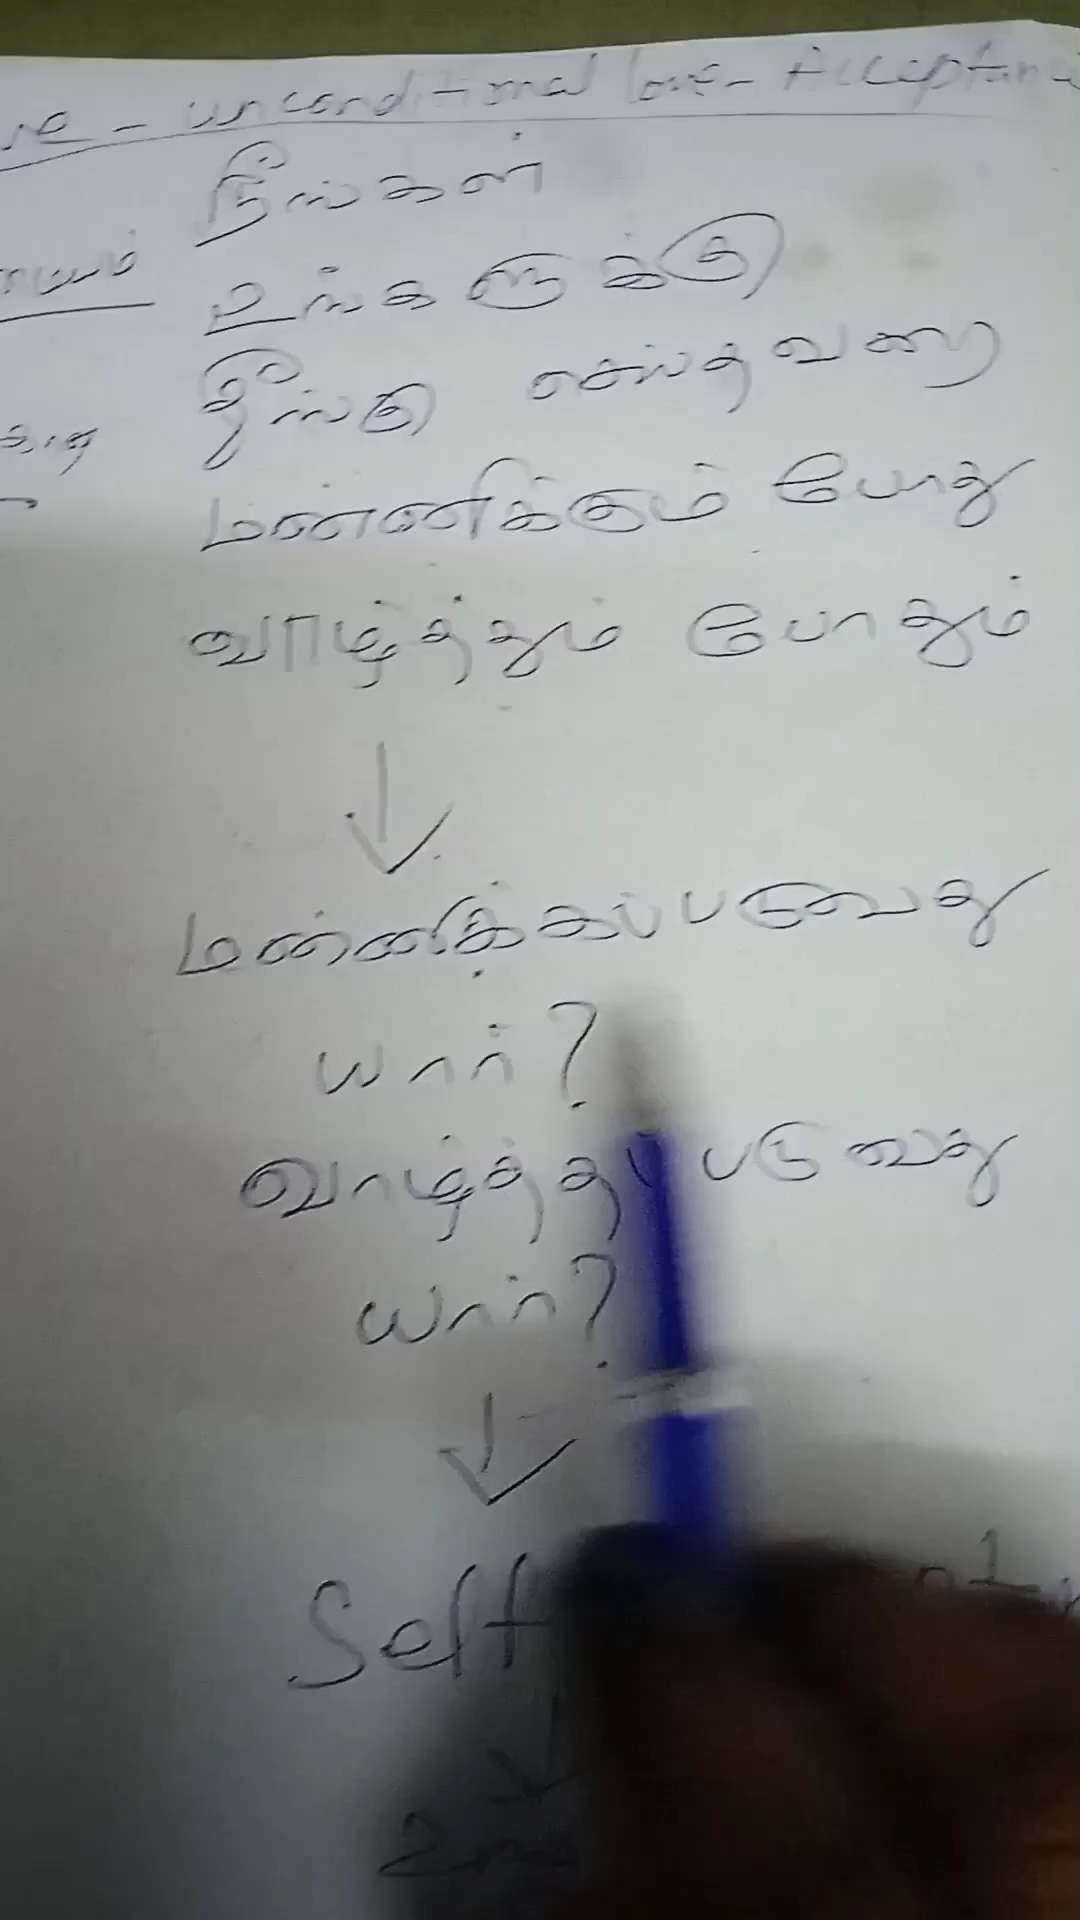 unconditional love - Acceptance
நீங்கள்
உங்களுக்கு
தீங்கு செய்தவரை
மன்னிக்கும் போது
வாழ்த்தும் போதும்
மன்னிக்கப்படுவது
யார்?
வாழ்த்தப்படுவது
யார்?
Self